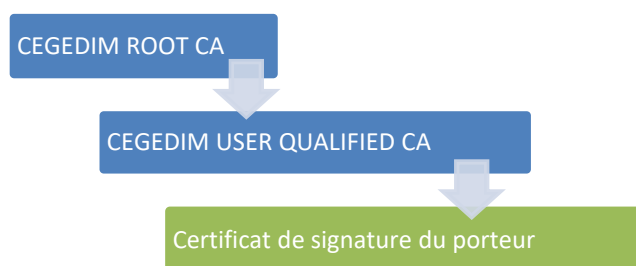 CEGEDIM ROOT CA
CEGEDIM USER QUALIFIED CA
Certificat de signature du porteur